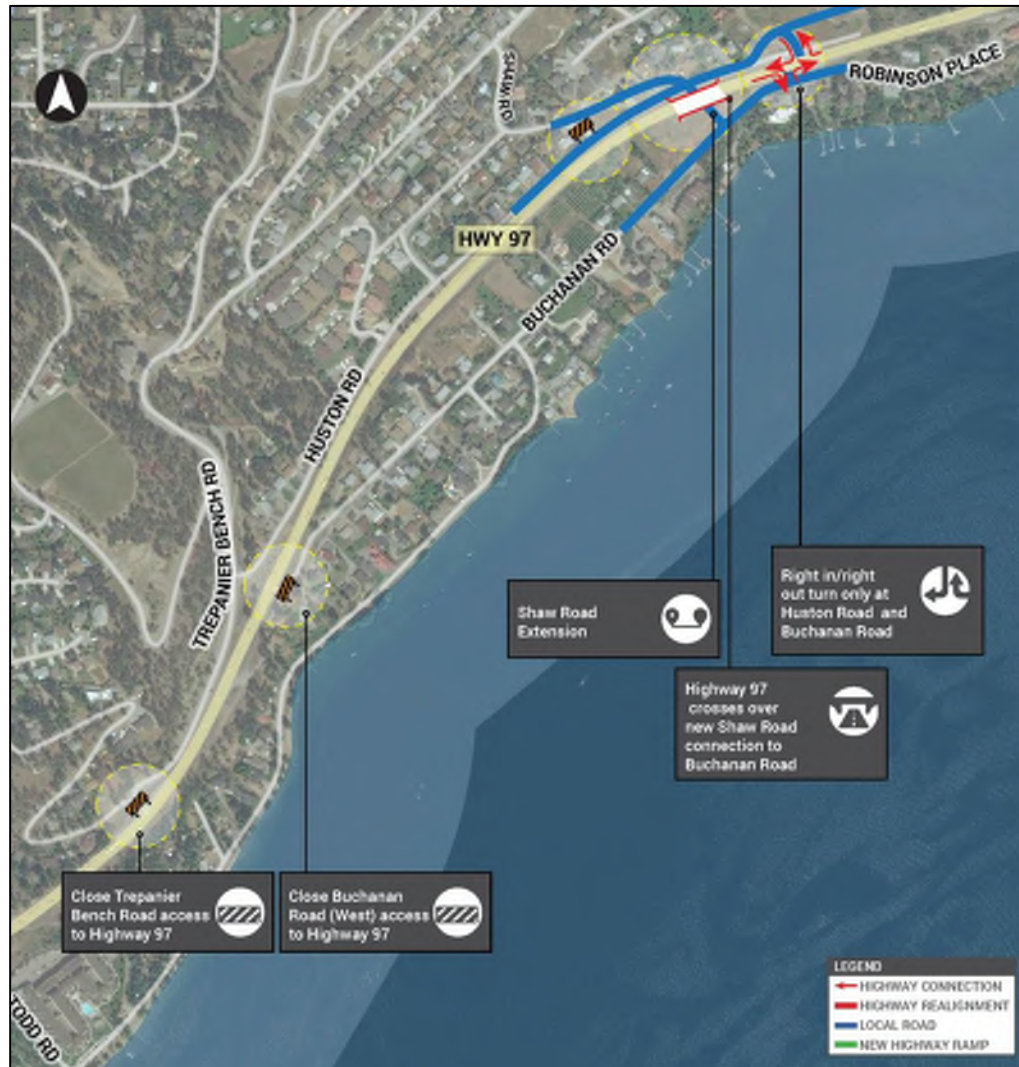 SHAW RD
ROBINSON PLACE
HWY 97
BUCHANAN RD
HUSTON RD
TREPANIER BENCH RD
Shaw Road
Extension
Right in/right
out turn only at
Huston Road and
Buchanan Road
Highway 97
crosses over
new Shaw Road
connection to
Buchanan Road
Close Trepanier
Bench Road access
to Highway 97
Close Buchanan
Road (West) access
to Highway 97
TODD RD
LEGEND
HIGHWAY CONNECTION
HIGHWAY REALIGNMENT
LOCAL ROAD
NEW HIGHWAY RAMP